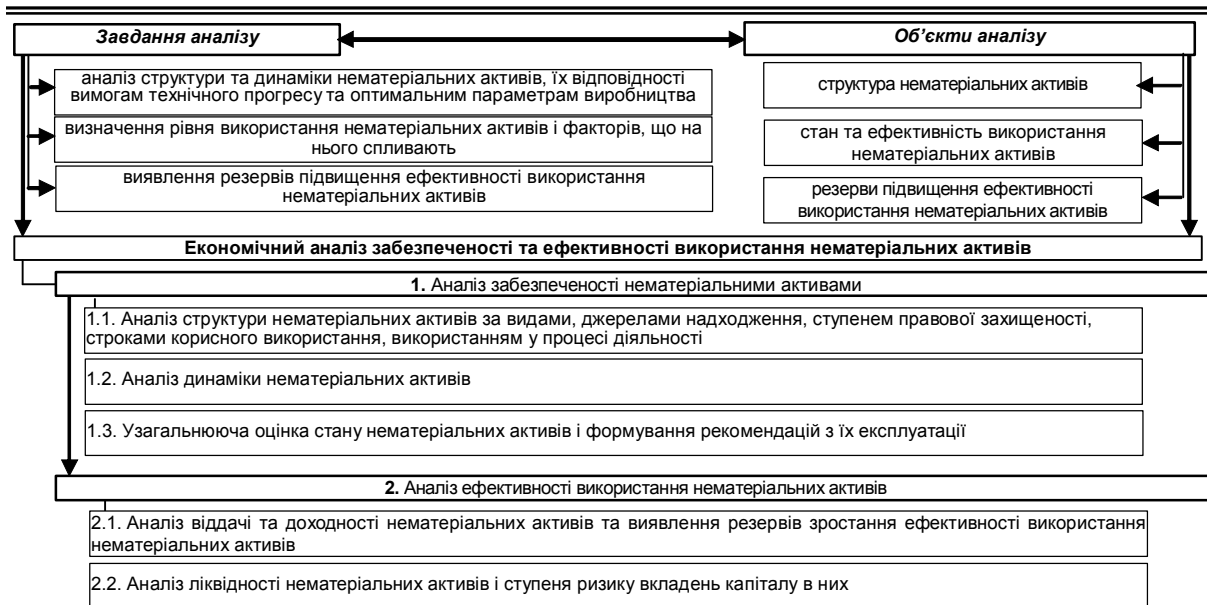 Завдання аналізу
Об’єкти аналізу
аналіз структури та динаміки нематеріальних активів, їх відповідності
вимогам технічного прогресу та оптимальним параметрам виробництва
визначення рівня використання нематеріальних активів і факторів, що на
нього спливають
виявлення резервів підвищення ефективності використання
нематеріальних активів
структура нематеріальних активів
стан та ефективність використання
нематеріальних активів
резерви підвищення ефективності
використання нематеріальних активів
Економічний аналіз забезпеченості та ефективності використання нематеріальних активів
1. Аналіз забезпеченості нематеріальними активами
1.1. Аналіз структури нематеріальних активів за видами, джерелами надходження, ступенем правової захищеності,
строками корисного використання, використанням у процесі діяльності
1.2. Аналіз динаміки нематеріальних активів
1.3. Узагальнююча оцінка стану нематеріальних активів і формування рекомендацій з їх експлуатації
2. Аналіз ефективності використання нематеріальних активів
2.1. Аналіз віддачі та доходності нематеріальних активів та виявлення резервів зростання ефективності використання
нематеріальних активів
2.2. Аналіз ліквідності нематеріальних активів і ступеня ризику вкладень капіталу в них